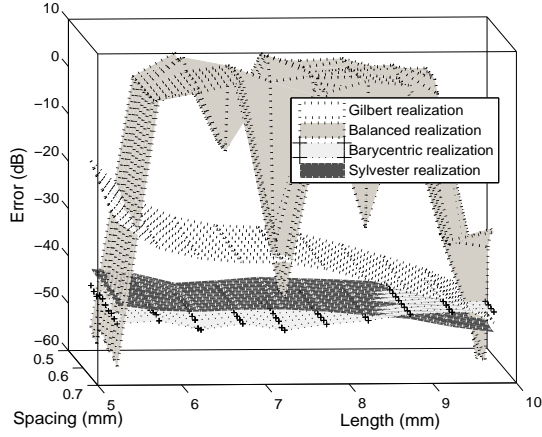 10
0
−10
−20
−30
−40
−50
−60
Error (dB)
Gilbert realization
Balanced realization
Barycentric realization
Sylvester realization
0.5
0.6
0.7
Spacing (mm)
5
6
7
8
9
10
Length (mm)